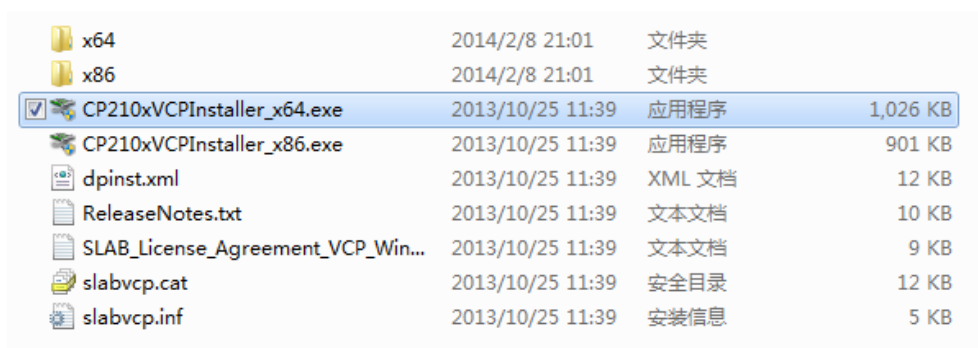 x64 2014/2/8 21:01 文件夹
x86 2014/2/8 21:01 文件夹
CP210xVCPInstaller_x64.exe 2013/10/25 11:39 应用程序 1,026 KB
CP210xVCPInstaller_x86.exe 2013/10/25 11:39 应用程序 901 KB
dpinst.xml 2013/10/25 11:39 XML 文档 12 KB
ReleaseNotes.txt 2013/10/25 11:39 文本文档 10 KB
SLAB_License_Agreement_VCP_Win... 2013/10/25 11:39 文本文档 9 KB
slabvcp.cat 2013/10/25 11:39 安全目录 12 KB
slabvcp.inf 2013/10/25 11:39 安装信息 5 KB